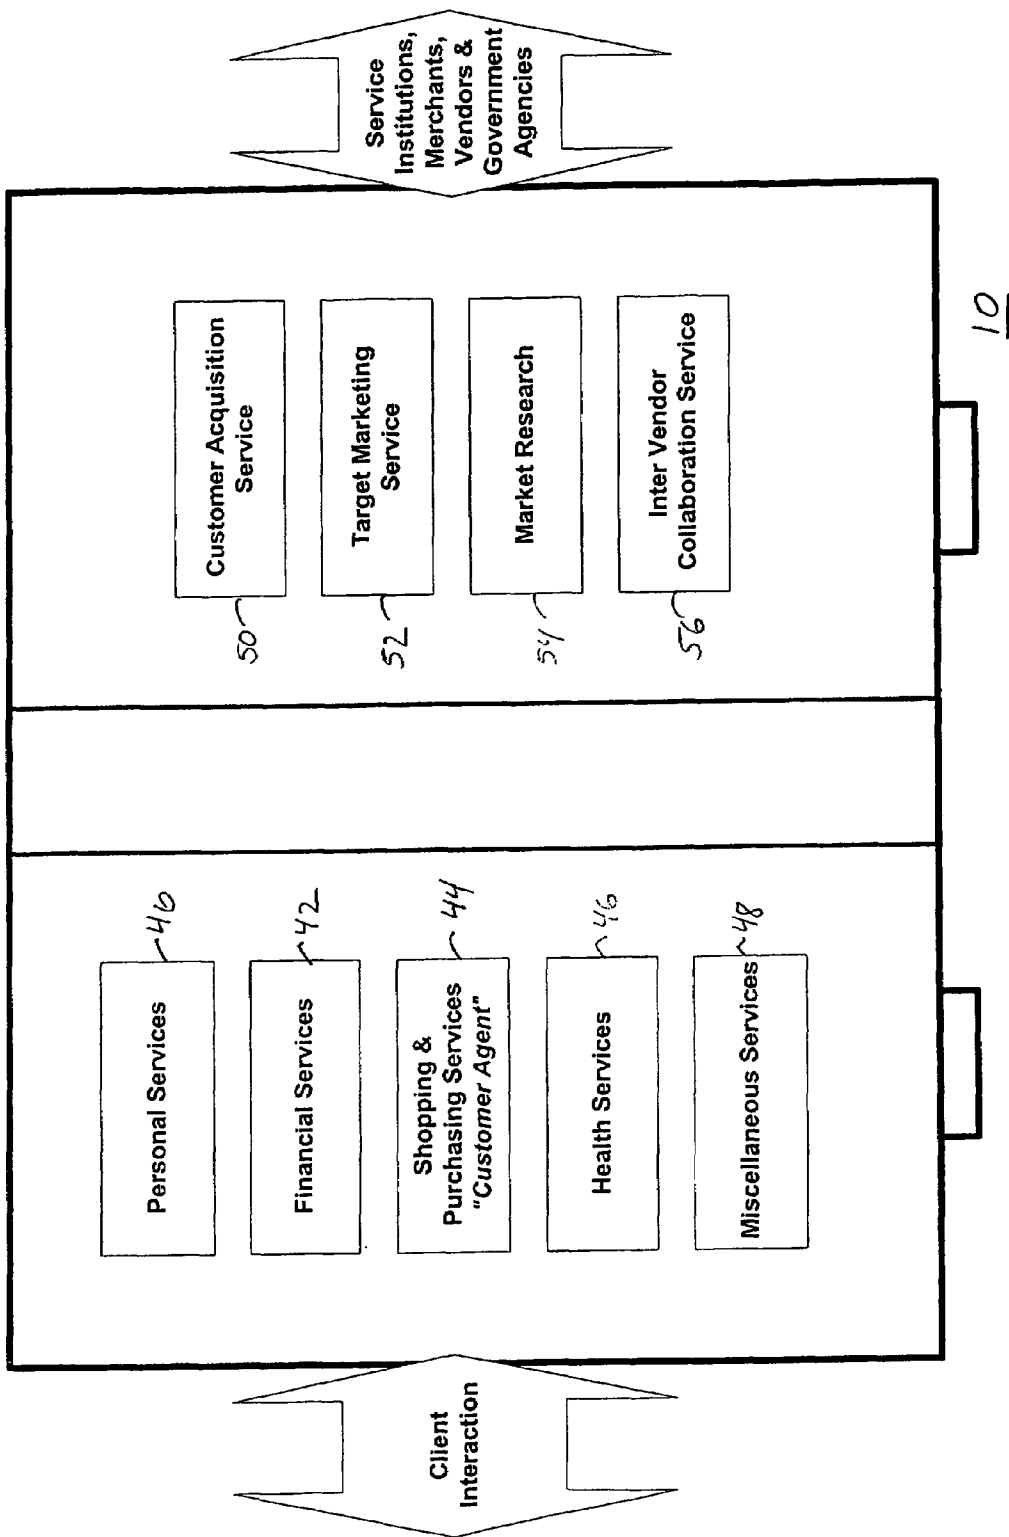 Client
Interaction
Personal Services
40
Financial Services
42
Shopping &
Purchasing Services
"Customer Agent"
44
Health Services
46
Miscellaneous Services
48
Customer Acquisition
Service
50
Target Marketing
Service
52
Market Research
54
Inter Vendor
Collaboration Service
56
Service
Institutions,
Merchants,
Vendors &
Government
Agencies
10